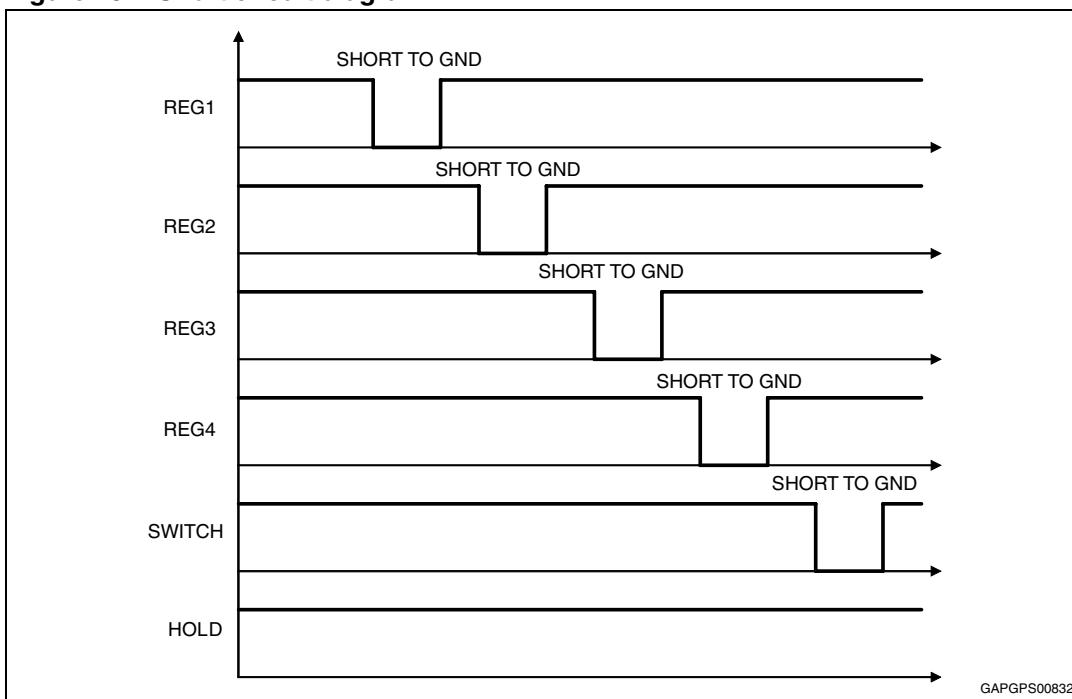 SHORT TO GND
REG1
SHORT TO GND
REG2
SHORT TO GND
REG3
SHORT TO GND
REG4
SHORT TO GND
SWITCH
HOLD
GAPGPS00832